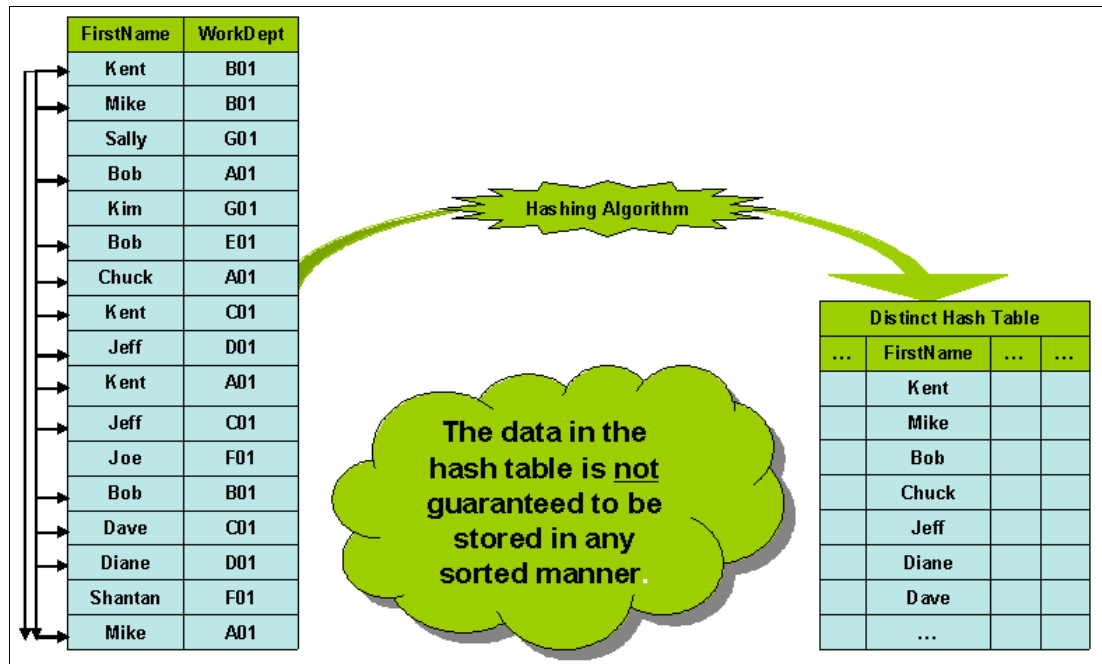 FirstName WorkDept
Kent B01
Mike B01
Sally G01
Bob A01
Kim G01
Bob E01
Chuck A01
Kent C01
Jeff D01
Kent A01
Jeff C01
Joe F01
Bob B01
Dave C01
Diane D01
Shantan F01
Mike A01
Hashing Algorithm
The data in the
hash table is not
guaranteed to be
stored in any
sorted manner.
Distinct Hash Table
... FirstName ... ...
Kent
Mike
Bob
Chuck
Jeff
Diane
Dave
...